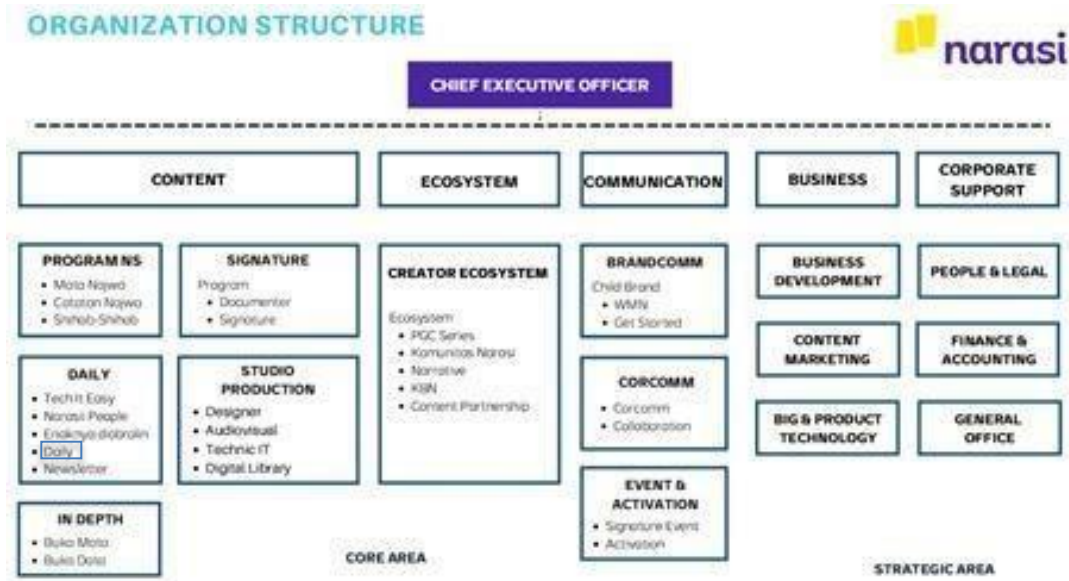 ORGANIZATION STRUCTURE
narasi
CHIEF EXECUTIVE OFFICER
CONTENT
ECOSYSTEM
COMMUNICATION
BUSINESS
CORPORATE
SUPPORT
PROGRAM NS
• Mata Najwa
• Catatan Najwa
• Shihab-Shihab
SIGNATURE
Program
• Documenter
• Signature
DAILY
• Tech It Easy
• Narasi People
• Enaknya diobrolin
• Daily
• Newsletter
STUDIO
PRODUCTION
• Designer
• Audiovisual
• Technic IT
• Digital Library
IN DEPTH
• Buka Mata
• Buka Data
CREATOR ECOSYSTEM
Ecosystem
• PGC Series
• Komunitas Narasi
• Narrative
• Content Partnership
BRANDCOMM
Child Brand
• WMN
• Get Started
CORCOMM
• Corcomm
• Collaboration
EVENT &
ACTIVATION
• Signature Event
• Activation
BUSINESS
DEVELOPMENT
CONTENT
MARKETING
BIG & PRODUCT
TECHNOLOGY
PEOPLE & LEGAL
FINANCE &
ACCOUNTING
GENERAL
OFFICE
CORE AREA
STRATEGIC AREA